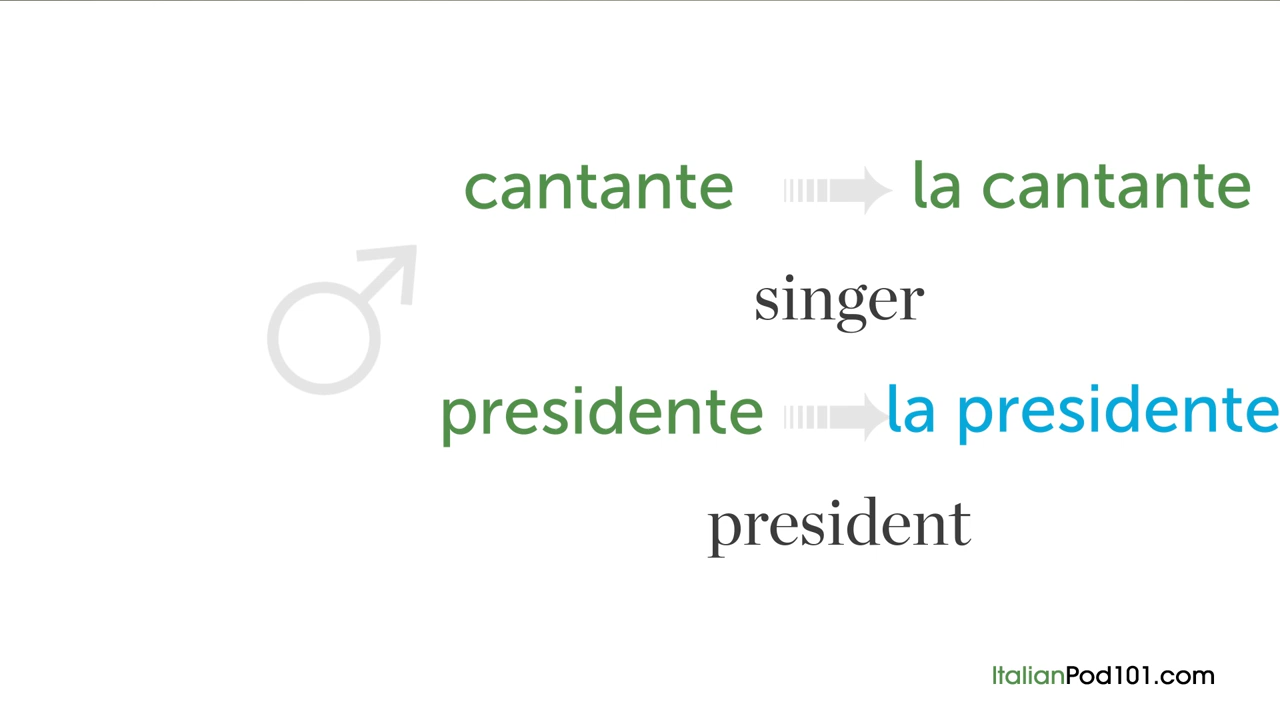 cantante la cantante
singer
presidente la presidente
president
ItalianPod101.com